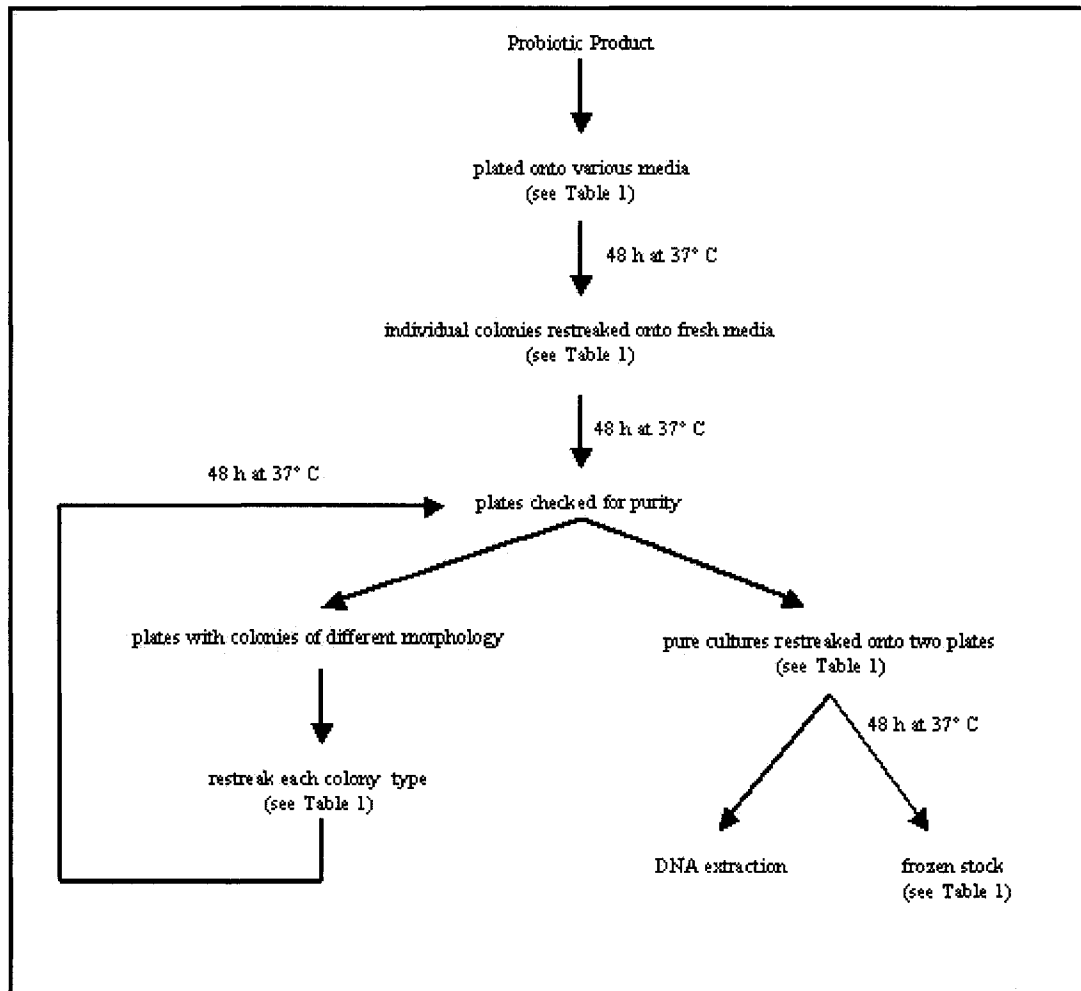 Probiotic Product
plated onto various media
(see Table 1)
48 h at 37° C
individual colonies restreaked onto fresh media
(see Table 1)
48 h at 37° C
48 h at 37° C
plates checked for purity
plates with colonies of different morphology
pure cultures restreaked onto two plates
(see Table 1)
48 h at 37° C
restreak each colony type
(see Table 1)
DNA extraction
frozen stock
(see Table 1)